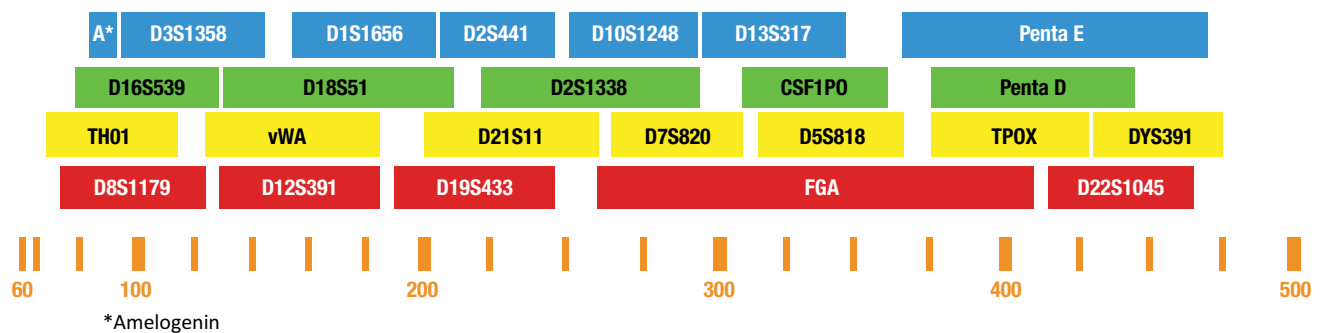 A* D3S1358 D1S1656 D2S441 D10S1248 D13S317 Penta E
D16S539 D18S51 D2S1338 CSF1PO Penta D
TH01 vWA D21S11 D7S820 D5S818 TPOX DYS391
D8S1179 D12S391 D19S433 FGA D22S1045
60 100 200 300 400 500
*Amelogenin